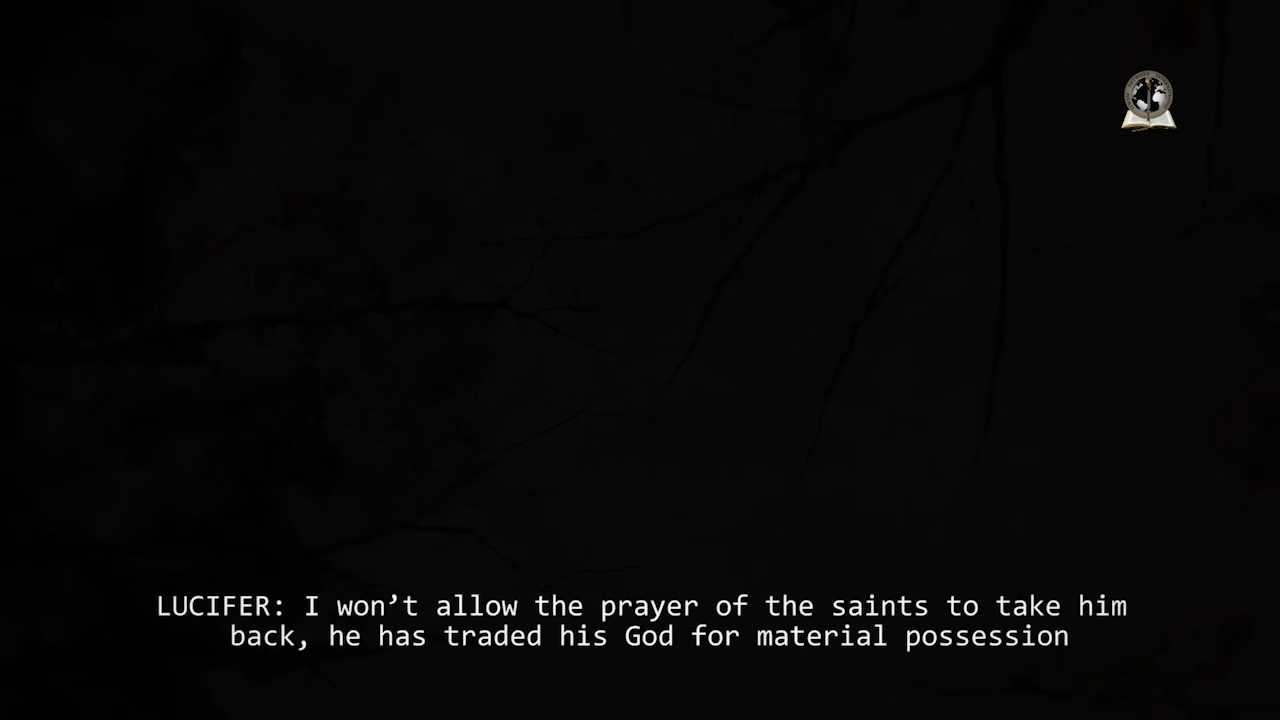 LUCIFER: I won’t allow the prayer of the saints to take him
back, he has traded his God for material possession